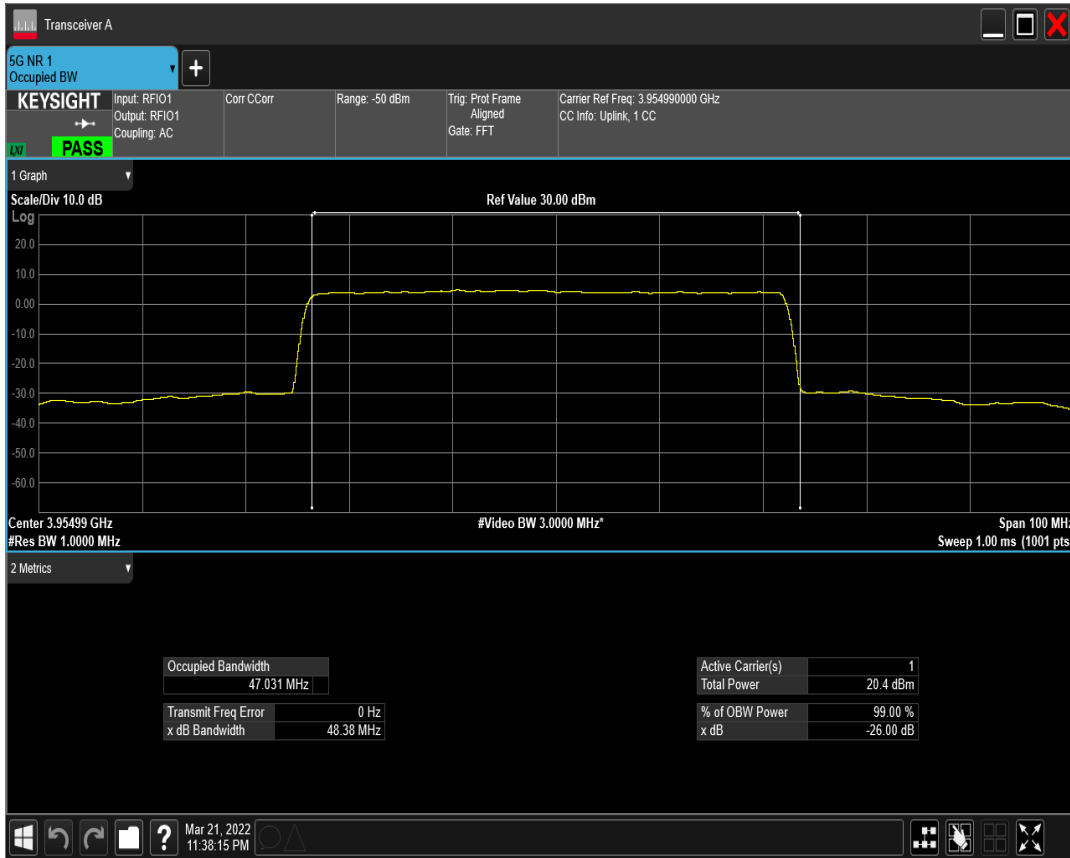 Transceiver A
5G NR 1
Occupied BW
KEYSIGHT
LXI
PASS
Input: RFIO1
Output: RFIO1
Coupling: AC
Corr CCorr
Range: -50 dBm
Trig: Prot Frame
Aligned
Gate: FFT
Carrier Ref Freq: 3.954990000 GHz
CC Info: Uplink, 1 CC
1 Graph
Scale/Div 10.0 dB
Ref Value 30.00 dBm
Log
20.0
10.0
0.00
-10.0
-20.0
-30.0
-40.0
-50.0
-60.0
Center 3.95499 GHz
#Video BW 3.0000 MHz*
Span 100 MHz
#Res BW 1.0000 MHz
Sweep 1.00 ms (1001 pts
2 Metrics
Occupied Bandwidth
47.031 MHz
Transmit Freq Error 0 Hz
x dB Bandwidth 48.38 MHz
Active Carrier(s) 1
Total Power 20.4 dBm
% of OBW Power 99.00 %
x dB -26.00 dB
?
Mar 21, 2022
11:38:15 PM